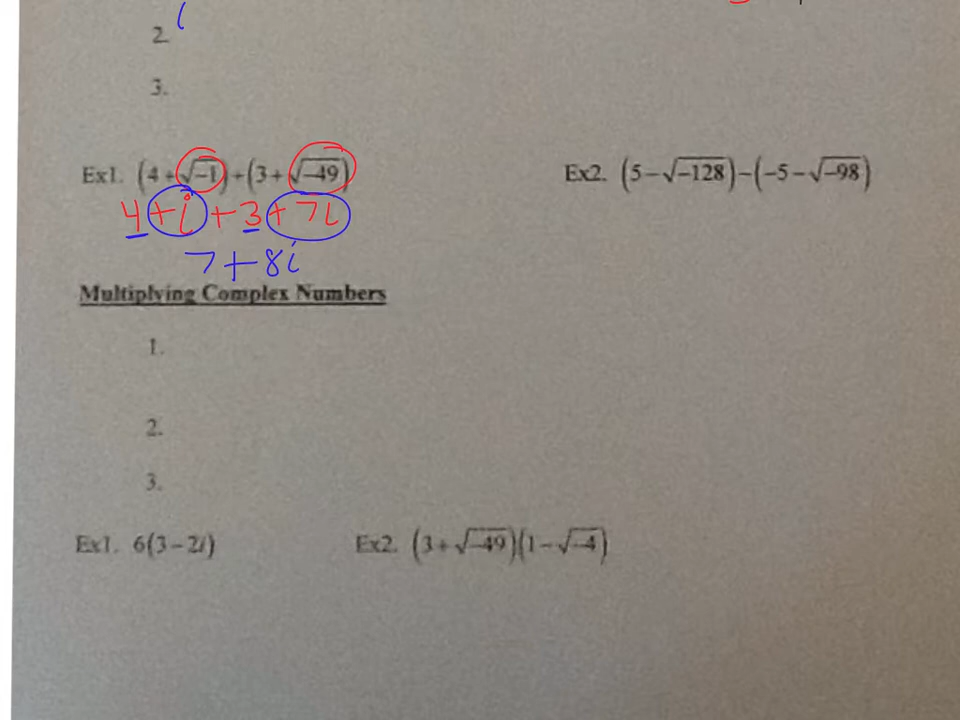 2.
3.
Ex1. (4+√-1)+(3+√-49)
Ex2. (5-√-128)-(-5-√-98)
4+i+3+7i
7+8i
Multiplying Complex Numbers
1.
2.
3.
Ex1. 6(3-2i)
Ex2. (3+√-49)(1-√-4)